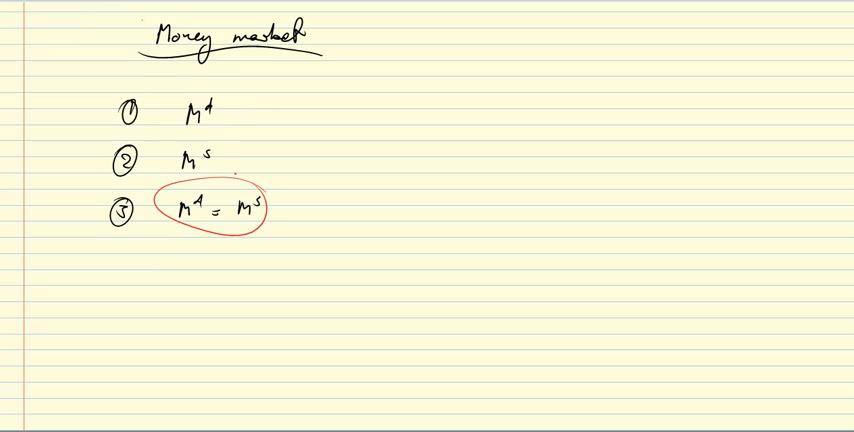 Money market
① M^d
② M^s
③ M^d = M^s